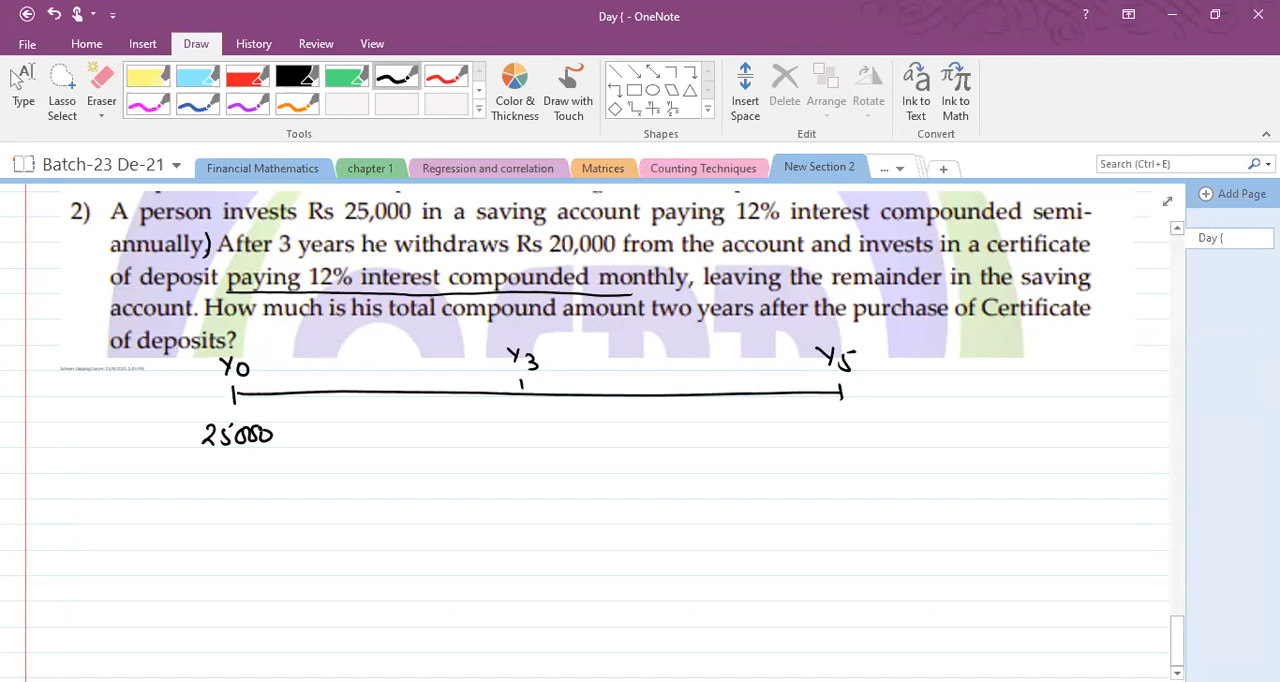 Day { - OneNote
?
File Home Insert Draw History Review View
Type
Lasso Select
Eraser
Color & Thickness
Draw with Touch
Insert Space
Delete
Arrange
Rotate
Ink to Text
Ink to Math
Tools Shapes Edit Convert
Batch-23 De-21 Financial Mathematics chapter 1 Regression and correlation Matrices Counting Techniques New Section 2 ... Search (Ctrl+E)
Add Page
Day {
2) A person invests Rs 25,000 in a saving account paying 12% interest compounded semi-
annually) After 3 years he withdraws Rs 20,000 from the account and invests in a certificate
of deposit paying 12% interest compounded monthly, leaving the remainder in the saving
account. How much is his total compound amount two years after the purchase of Certificate
of deposits?
Y0 Y3 Y5
25000